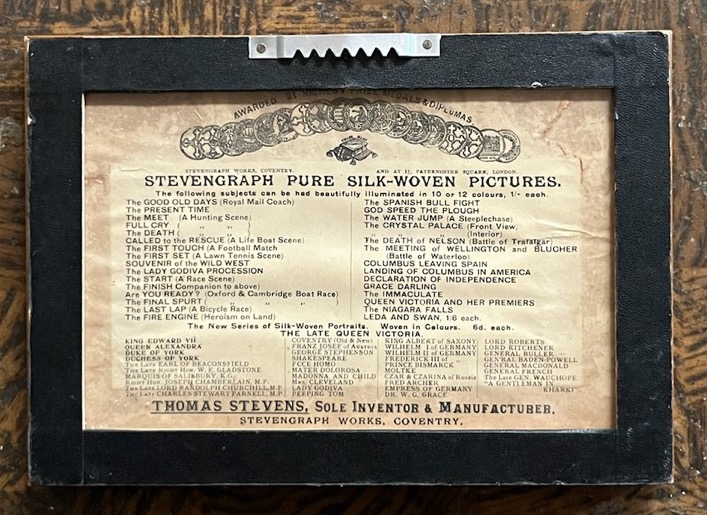 AWARDED 31 HIGHEST PRIZE MEDALS & DIPLOMAS
STEVENGRAPH WORKS, COVENTRY. AND AT 17, PATERNOSTER SQUARE, LONDON.
STEVENGRAPH PURE SILK-WOVEN PICTURES.
The following subjects can be had beautifully illuminated in 10 or 12 colours, 1/- each.
The GOOD OLD DAYS (Royal Mail Coach)
The PRESENT TIME
The MEET (A Hunting Scene)
FULL CRY ( " " )
The DEATH ( " " )
CALLED to the RESCUE (A Life Boat Scene)
The FIRST TOUCH (A Football Match
The FIRST SET (A Lawn Tennis Scene)
SOUVENIR of the WILD WEST
The LADY GODIVA PROCESSION
The START (A Race Scene)
The FINISH Companion to above)
Are YOU READY? (Oxford & Cambridge Boat Race)
The FINAL SPURT ( " " " )
The LAST LAP (A Bicycle Race)
The FIRE ENGINE (Heroism on Land)
The SPANISH BULL FIGHT
GOD SPEED THE PLOUGH
The WATER JUMP (A Steeplechase)
The CRYSTAL PALACE (Front View)
" " " (Interior)
The DEATH of NELSON (Battle of Trafalgar)
The MEETING of WELLINGTON and BLUCHER
(Battle of Waterloo)
COLUMBUS LEAVING SPAIN
LANDING OF COLUMBUS IN AMERICA
DECLARATION OF INDEPENDENCE
GRACE DARLING
The IMMACULATE
QUEEN VICTORIA AND HER PREMIERS
The NIAGARA FALLS
LEDA AND SWAN, 1/6 each.
The New Series of Silk-Woven Portraits. Woven in Colours. 6d. each.
THE LATE QUEEN VICTORIA
KING EDWARD VII
QUEEN ALEXANDRA
DUKE OF YORK
DUCHESS OF YORK
The Late EARL OF BEACONSFIELD
The Late Right Hon. W. E. GLADSTONE
MARQUIS OF SALISBURY, K.G.
Right Hon. JOSEPH CHAMBERLAIN, M.P.
The Late LORD RANDOLPH CHURCHILL, M.P.
The Late CHARLES STEWART PARNELL, M.P.
COVENTRY (Old & New)
FRANZ JOSEF of Austria
GEORGE STEPHENSON
SHAKESPEARE
ECCE HOMO
MATER DOLOROSA
MADONNA AND CHILD
Mrs. CLEVELAND
LADY GODIVA
PEEPING TOM
KING ALBERT of SAXONY
WILHELM I of GERMANY
WILHELM II of GERMANY
FREDERICK III of
PRINCE BISMARCK
MOLTKE
CZAR & CZARINA of Russia
FRED ARCHER
EMPRESS OF GERMANY
DR. W. G. GRACE
LORD ROBERTS
LORD KITCHENER
GENERAL BULLER
GENERAL BADEN-POWELL
GENERAL MACDONALD
GENERAL FRENCH
The late GEN. WAUCHOPE
"A GENTLEMAN IN
KHARKI"
THOMAS STEVENS, SOLE INVENTOR & MANUFACTURER,
STEVENGRAPH WORKS, COVENTRY.